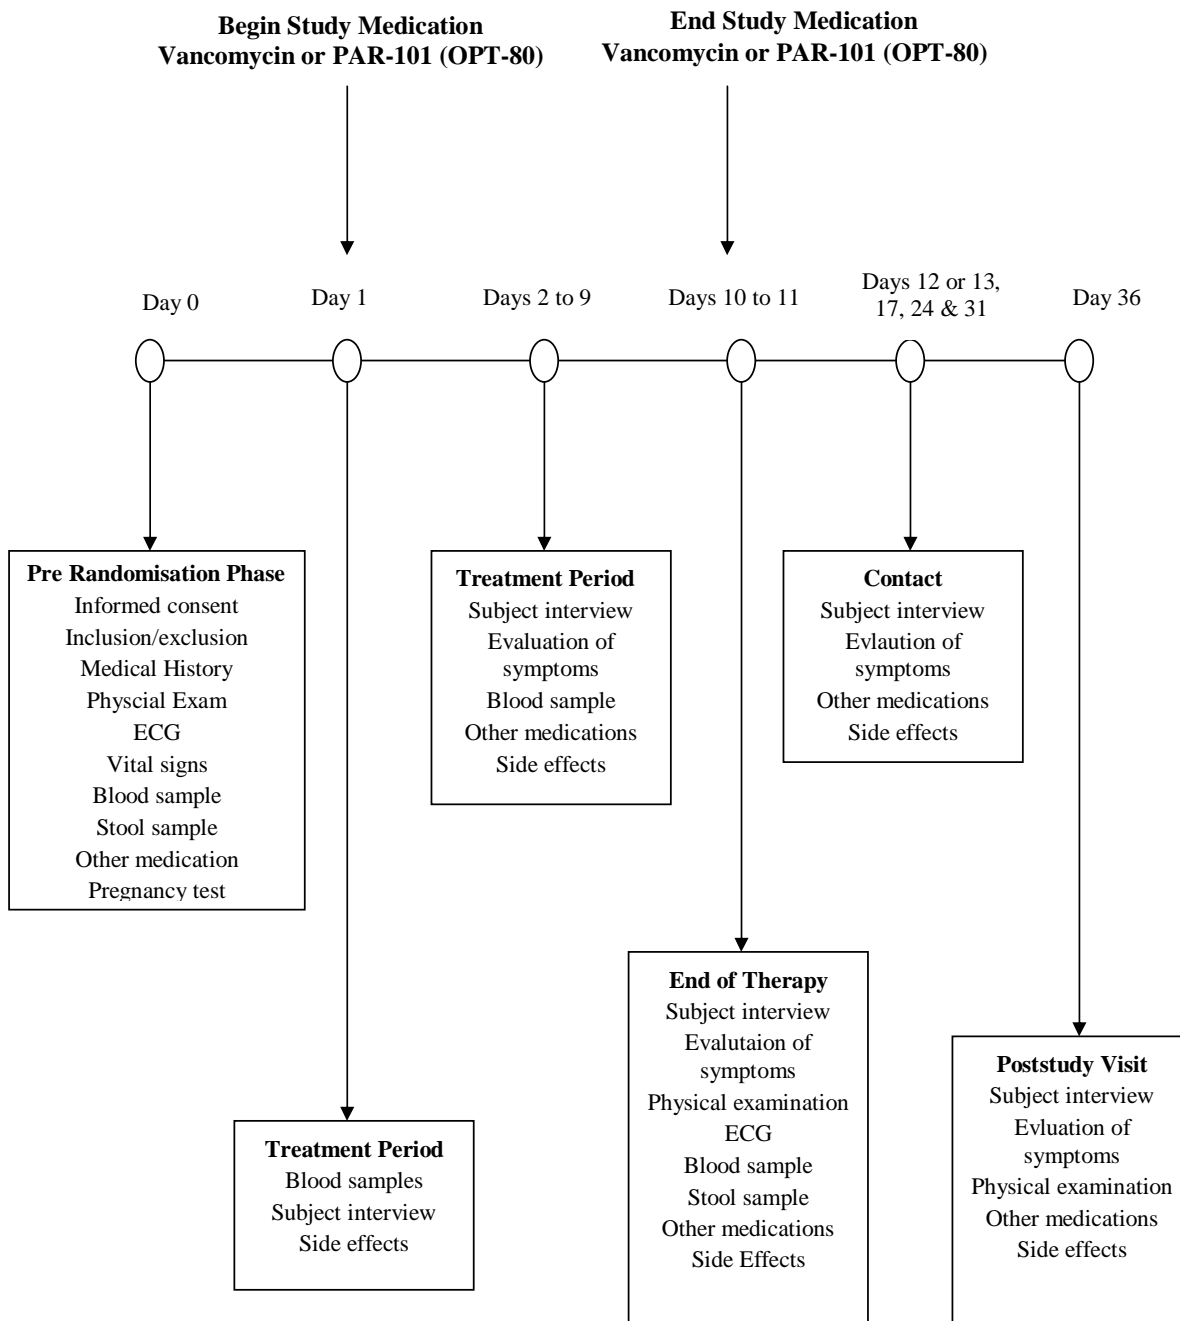 Begin Study Medication
Vancomycin or PAR-101 (OPT-80)
End Study Medication
Vancomycin or PAR-101 (OPT-80)
Day 0
Day 1
Days 2 to 9
Days 10 to 11
Days 12 or 13,
17, 24 & 31
Day 36
Pre Randomisation Phase
Informed consent
Inclusion/exclusion
Medical History
Physcial Exam
ECG
Vital signs
Blood sample
Stool sample
Other medication
Pregnancy test
Treatment Period
Blood samples
Subject interview
Side effects
Treatment Period
Subject interview
Evaluation of
symptoms
Blood sample
Other medications
Side effects
End of Therapy
Subject interview
Evalutaion of
symptoms
Physical examination
ECG
Blood sample
Stool sample
Other medications
Side Effects
Contact
Subject interview
Evlaution of
symptoms
Other medications
Side effects
Poststudy Visit
Subject interview
Evluation of
symptoms
Physical examination
Other medications
Side effects